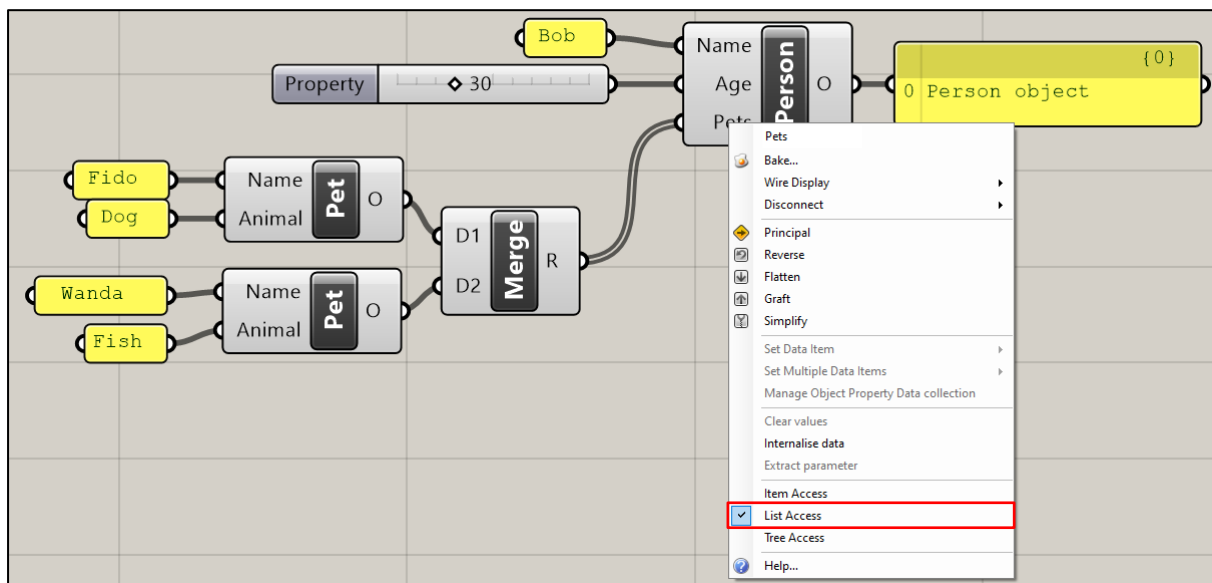 Bob
Property
30
Name
Age
Pets
Person
O
{0}
0 Person object
Fido
Dog
Name
Animal
Pet
O
Wanda
Fish
Name
Animal
Pet
O
D1
D2
Merge
R
Pets
Bake...
Wire Display
Disconnect
Principal
Reverse
Flatten
Graft
Simplify
Set Data Item
Set Multiple Data Items
Manage Object Property Data collection
Clear values
Internalise data
Extract parameter
Item Access
List Access
Tree Access
Help...